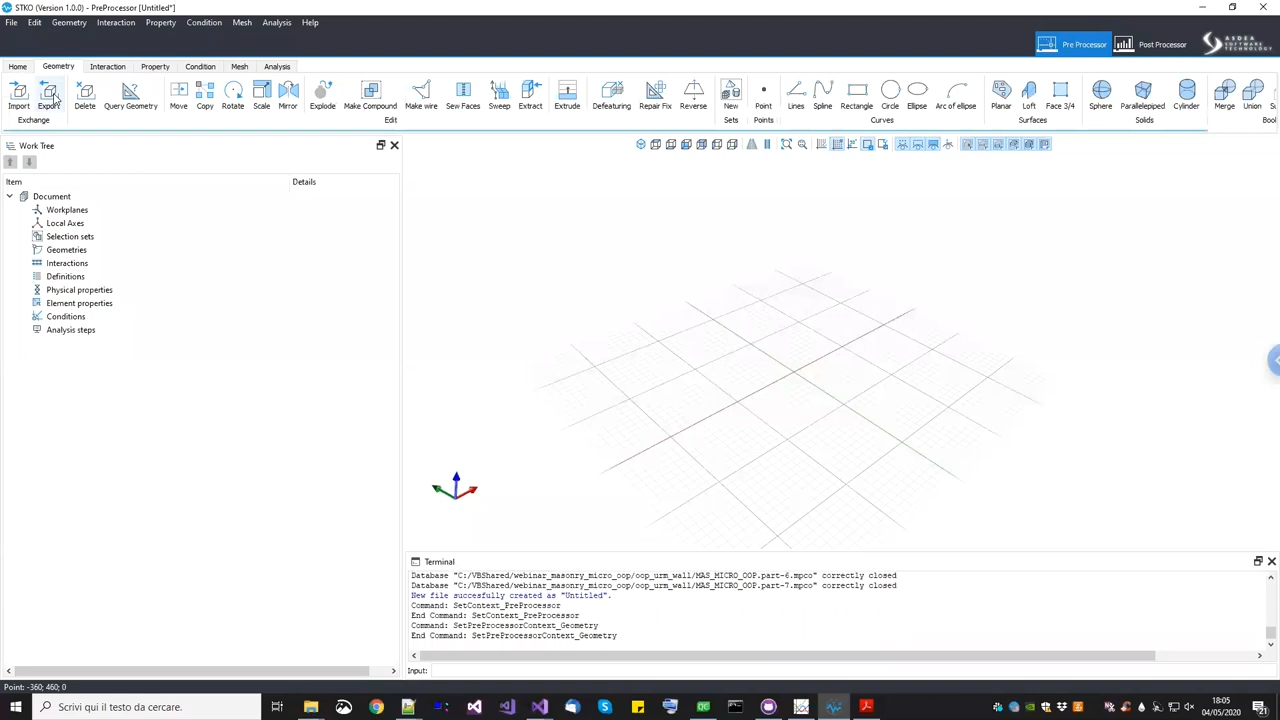 STKO (Version 1.0.0) - PreProcessor [Untitled*]
File Edit Geometry Interaction Property Condition Mesh Analysis Help
Pre Processor Post Processor ASDEA SOFTWARE TECHNOLOGY
Home Geometry Interaction Property Condition Mesh Analysis
Import Export Delete Query Geometry Move Copy Rotate Scale Mirror Explode Make Compound Make wire Sew Faces Sweep Extract Extrude Defeaturing Repair Fix Reverse New Point Lines Spline Rectangle Circle Ellipse Arc of ellipse Planar Loft Face 3/4 Sphere Parallelepiped Cylinder Merge Union
Exchange Edit Sets Points Curves Surfaces Solids
Work Tree
Item Details
Document
Workplanes
Local Axes
Selection sets
Geometries
Interactions
Definitions
Physical properties
Element properties
Conditions
Analysis steps
Terminal
Database "C:/VBShared/webinar_masonry_micro_oop/oop_urm_wall/MAS_MICRO_OOP.part-6.mpco" correctly closed
Database "C:/VBShared/webinar_masonry_micro_oop/oop_urm_wall/MAS_MICRO_OOP.part-7.mpco" correctly closed
New file succesfully created as "Untitled".
Command: SetContext_PreProcessor
End Command: SetContext_PreProcessor
Command: SetPreProcessorContext_Geometry
End Command: SetPreProcessorContext_Geometry
Input:
Point: -360; 460; 0
Scrivi qui il testo da cercare.
18:05
04/05/2020